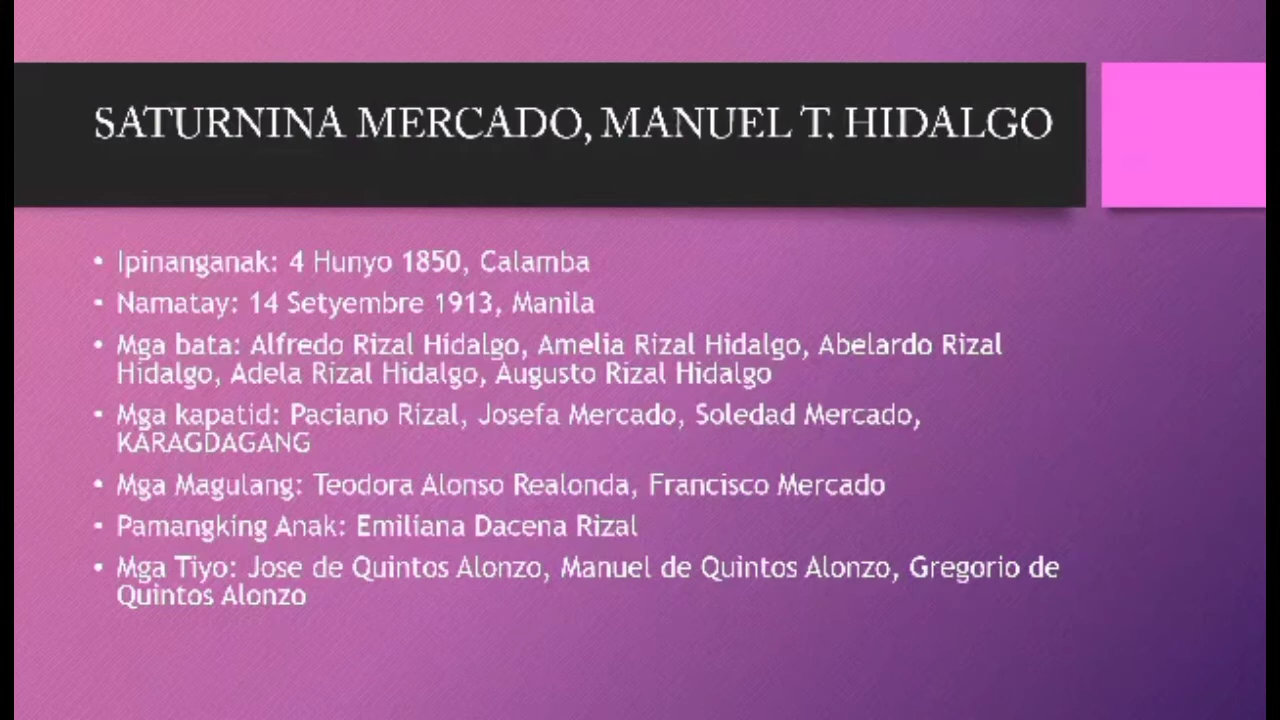 SATURNINA MERCADO, MANUEL T. HIDALGO
• Ipinanganak: 4 Hunyo 1850, Calamba
• Namatay: 14 Setyembre 1913, Manila
• Mga bata: Alfredo Rizal Hidalgo, Amelia Rizal Hidalgo, Abelardo Rizal
Hidalgo, Adela Rizal Hidalgo, Augusto Rizal Hidalgo
• Mga kapatid: Paciano Rizal, Josefa Mercado, Soledad Mercado,
KARAGDAGANG
• Mga Magulang: Teodora Alonso Realonda, Francisco Mercado
• Pamangking Anak: Emiliana Dacena Rizal
• Mga Tiyo: Jose de Quintos Alonzo, Manuel de Quintos Alonzo, Gregorio de
Quintos Alonzo